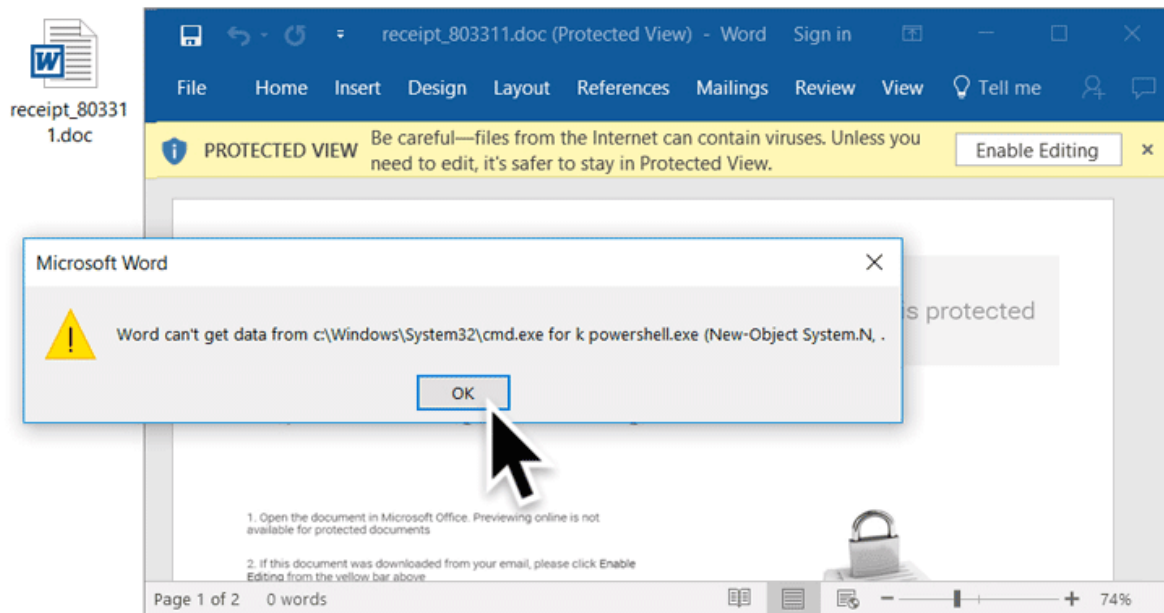 receipt_80331
1.doc
receipt_803311.doc (Protected View) - Word Sign in
File Home Insert Design Layout References Mailings Review View Tell me
PROTECTED VIEW Be careful—files from the Internet can contain viruses. Unless you
need to edit, it's safer to stay in Protected View.
Enable Editing
Microsoft Word
is protected
Word can't get data from c:\Windows\System32\cmd.exe for k powershell.exe (New-Object System.N, .
OK
1. Open the document in Microsoft Office. Previewing online is not
available for protected documents
2. If this document was downloaded from your email, please click Enable
Editing from the yellow bar above
Page 1 of 2 0 words
74%